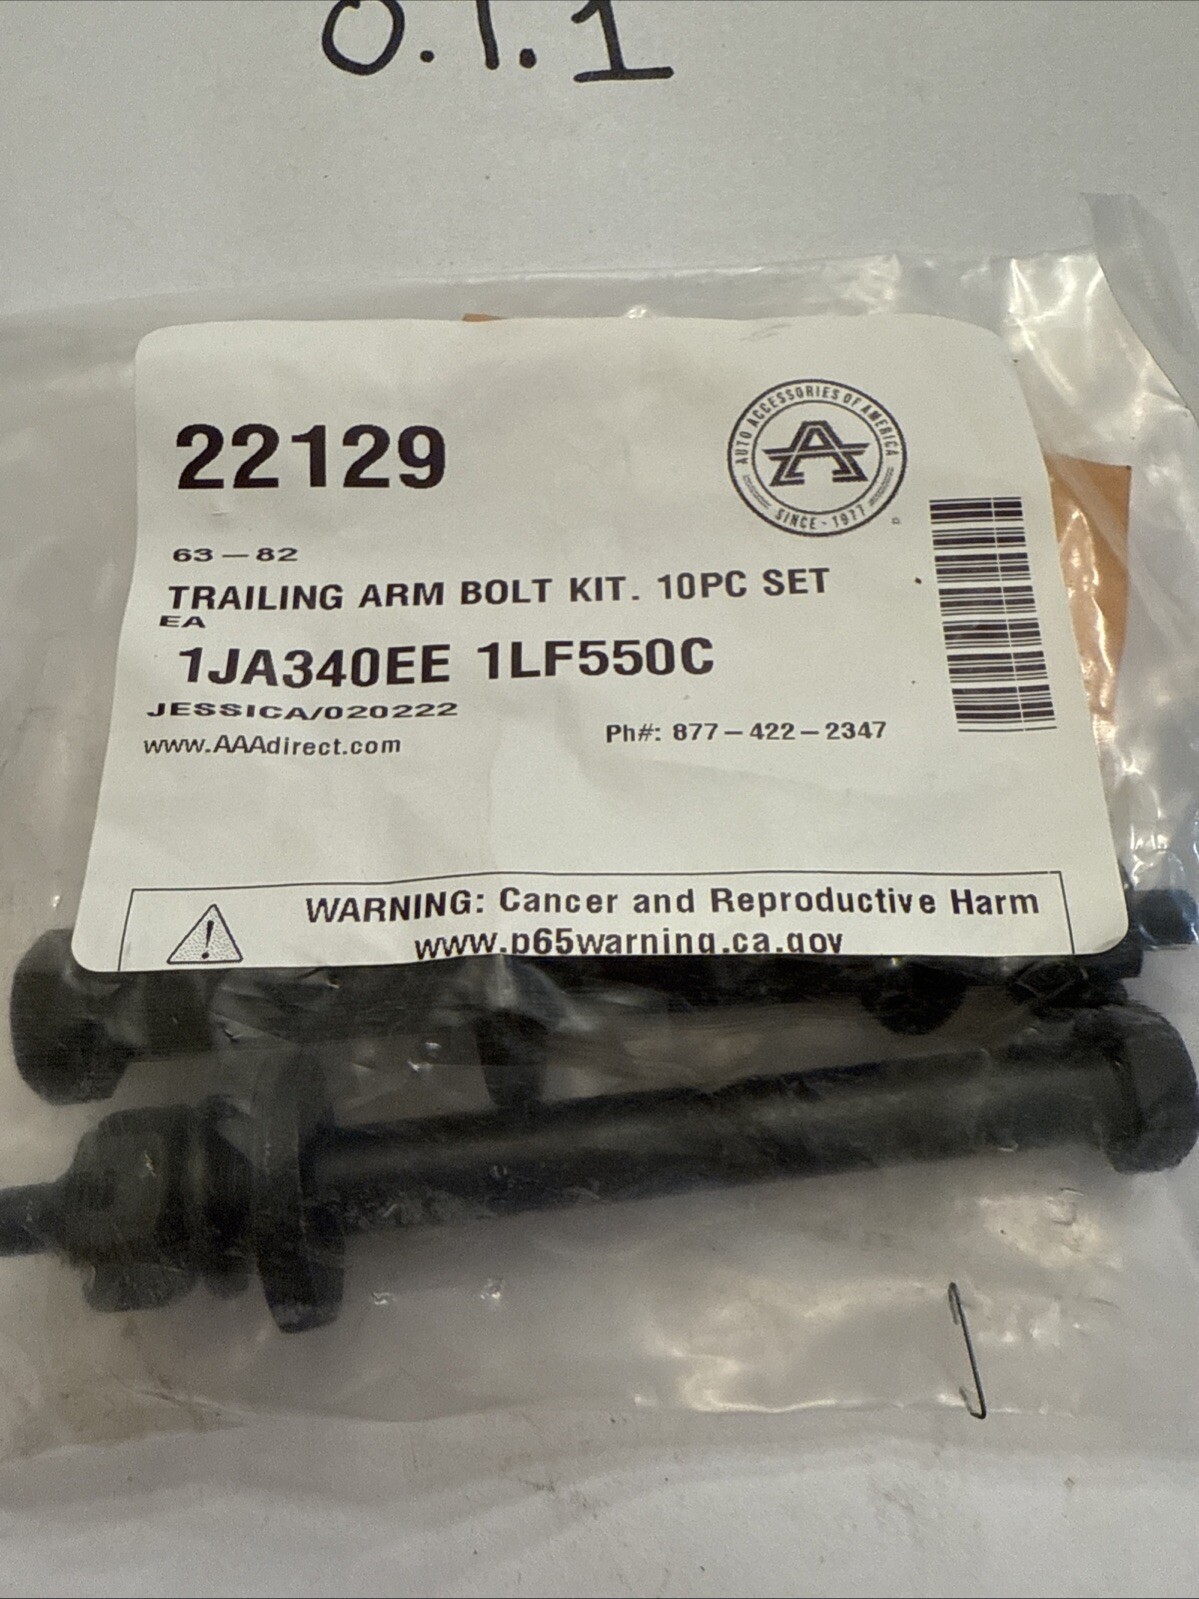 0.1.1
22129
AUTO ACCESSORIES OF AMERICA
SINCE - 1977
63 - 82
TRAILING ARM BOLT KIT. 10PC SET
EA
1JA340EE 1LF550C
JESSICA/020222
www.AAAdirect.com
Ph#: 877-422-2347
WARNING: Cancer and Reproductive Harm
www.p65warning.ca.gov